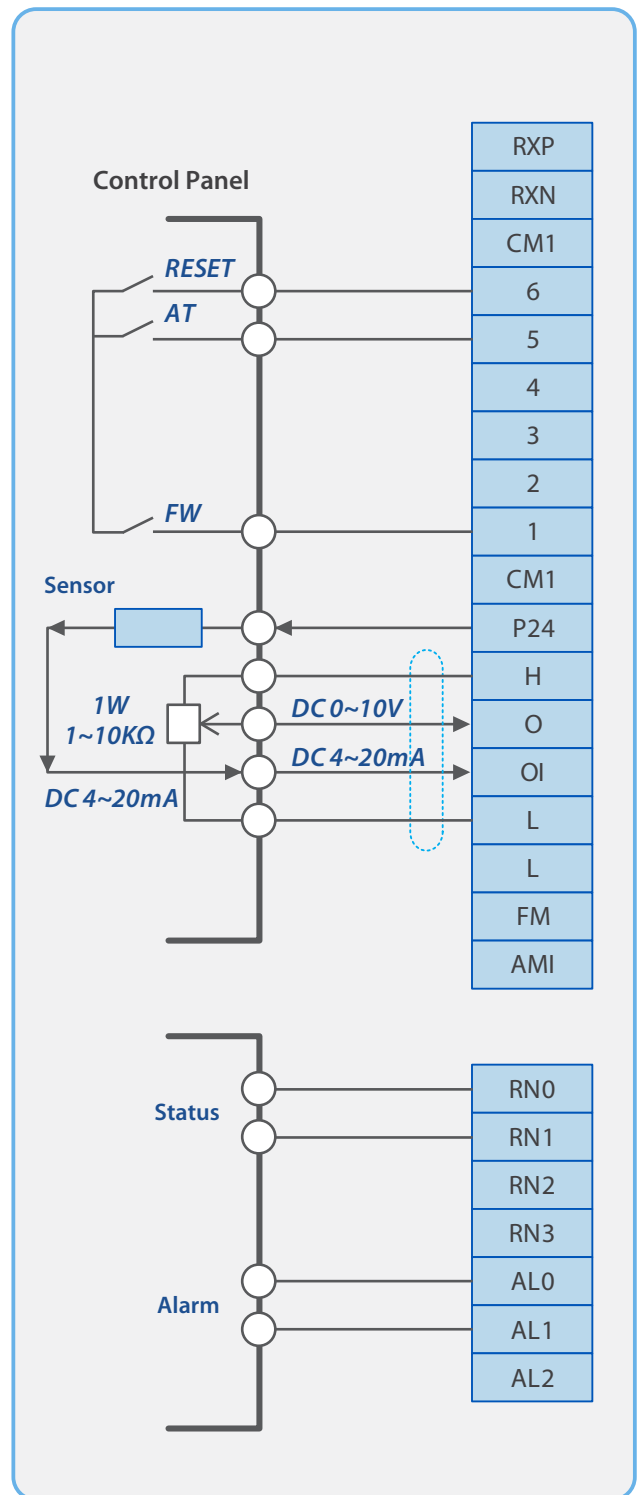 Control Panel
RESET
AT
FW
Sensor
1W
1~10KΩ
DC 0~10V
DC 4~20mA
DC 4~20mA
RXP
RXN
CM1
6
5
4
3
2
1
CM1
P24
H
O
OI
L
L
FM
AMI
Status
Alarm
RN0
RN1
RN2
RN3
AL0
AL1
AL2